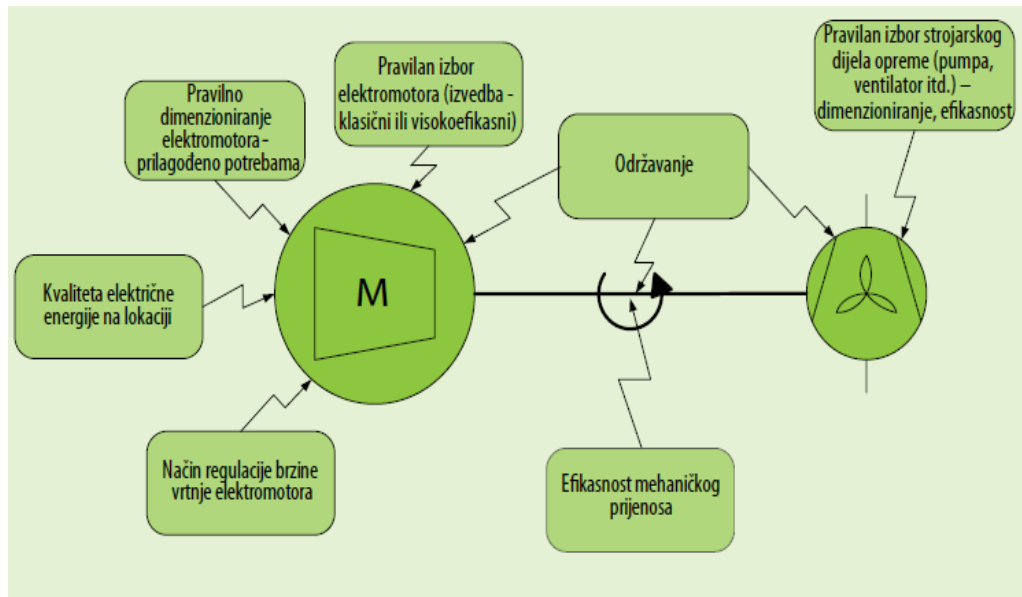 Pravilno
dimenzioniranje
elektromotora-
prilagođeno potrebama
Pravilan izbor
elektromotora (izvedba -
klasični ili visokoefikasni)
Održavanje
Pravilan izbor strojarskog
dijela opreme (pumpa,
ventilator itd.) –
dimenzioniranje, efikasnost
Kvaliteta električne
energije na lokaciji
M
Način regulacije brzine
vrtnje elektromotora
Efikasnost mehaničkog
prijenosa